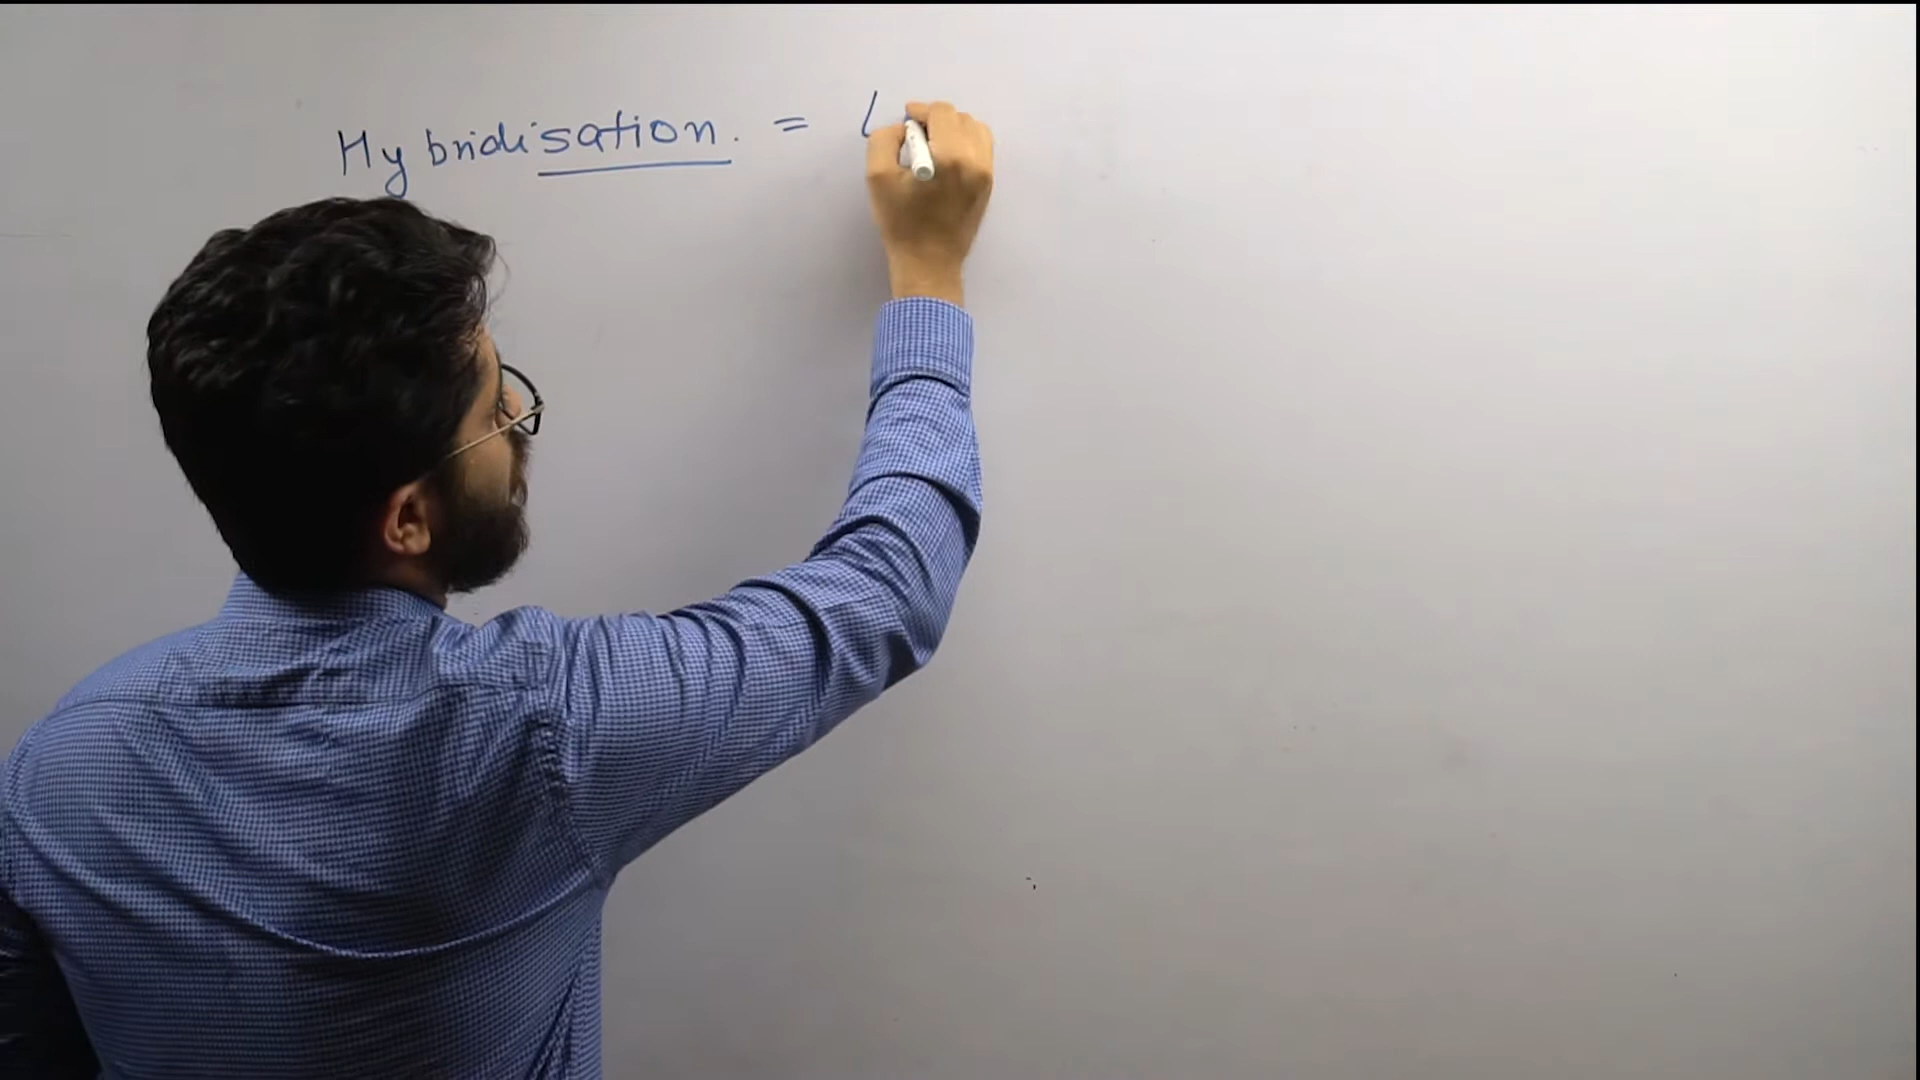 Hybridisation. =